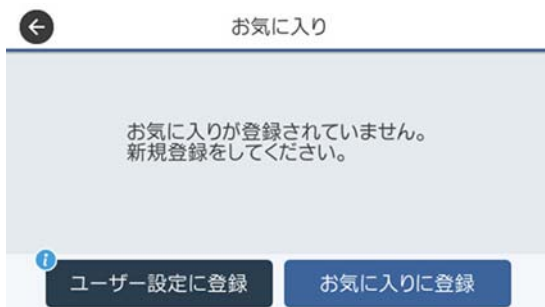 お気に入り
お気に入りが登録されていません。
新規登録をしてください。
i
ユーザー設定に登録
お気に入りに登録